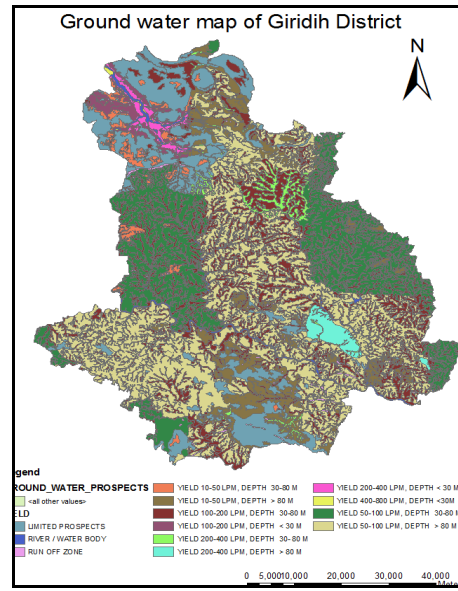 Ground water map of Giridih District
N
egend
ROUND_WATER_PROSPECTS
<all other values>
ELD
LIMITED PROSPECTS
RIVER / WATER BODY
RUN OFF ZONE
YIELD 10-50 LPM, DEPTH 30-80 M
YIELD 10-50 LPM, DEPTH > 80 M
YIELD 100-200 LPM, DEPTH 30-80 M
YIELD 100-200 LPM, DEPTH < 30 M
YIELD 200-400 LPM, DEPTH 30-80 M
YIELD 200-400 LPM, DEPTH > 80 M
YIELD 200-400 LPM, DEPTH < 30 M
YIELD 400-800 LPM, DEPTH <30M
YIELD 50-100 LPM, DEPTH 30-80 M
YIELD 50-100 LPM, DEPTH > 80 M
0 5,00010,000 20,000 30,000 40,000
Mete